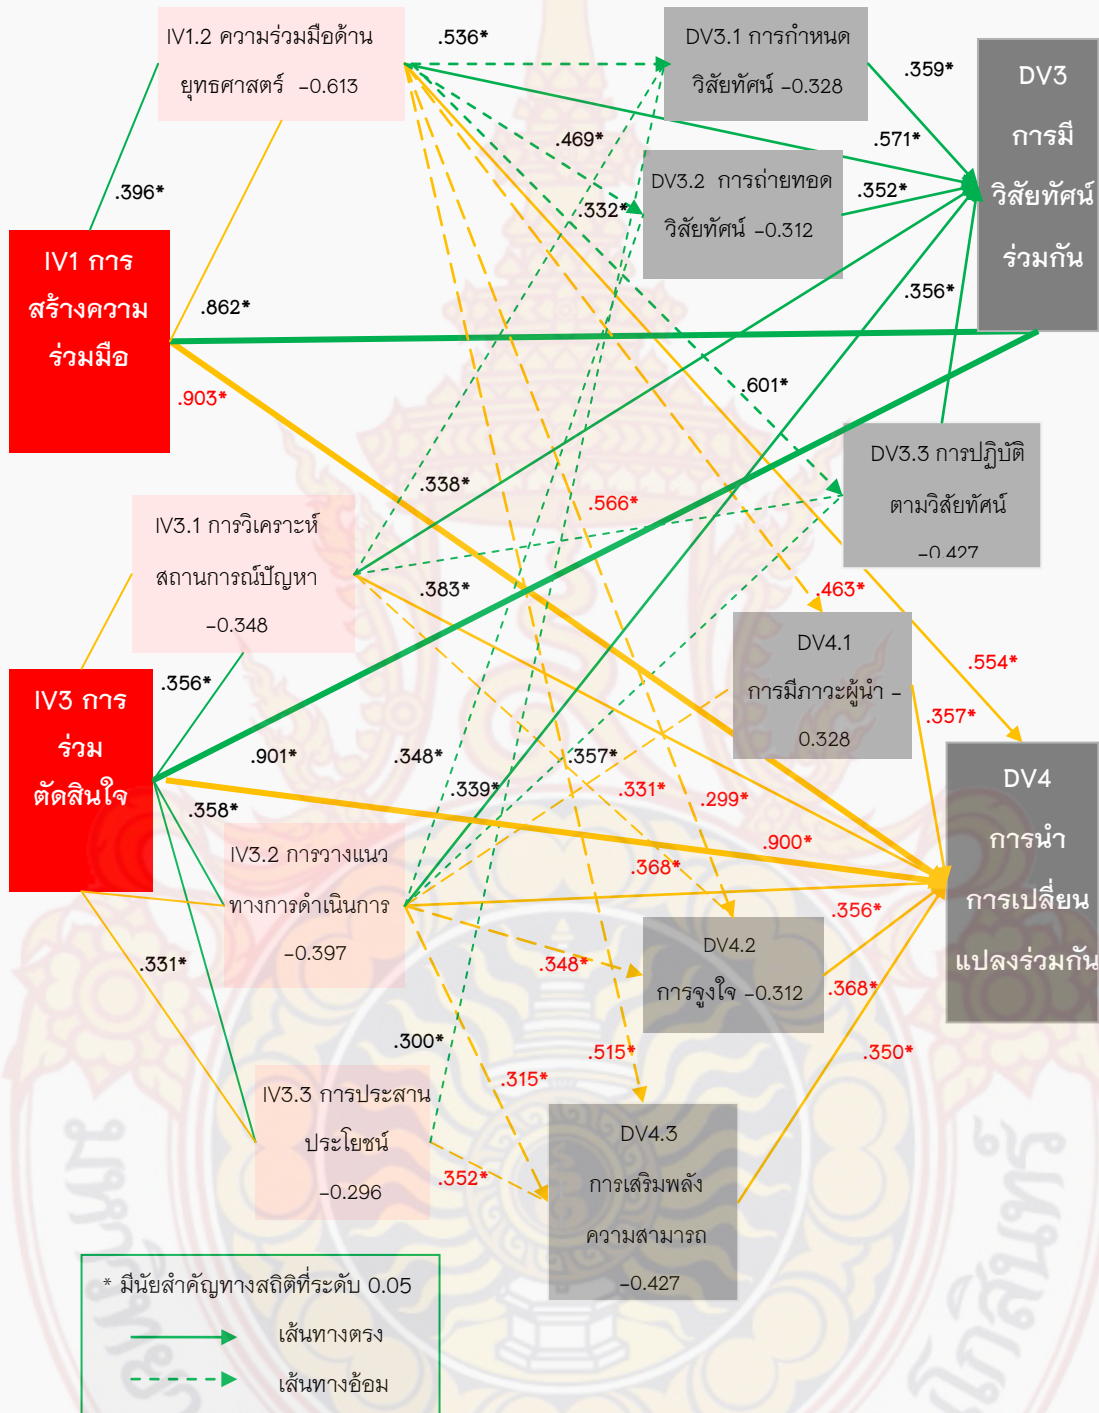 IV1.2 ความร่วมมือด้าน
ยุทธศาสตร์ -0.613
.536*
DV3.1 การกำหนด
วิสัยทัศน์ -0.328
.359*
DV3
การมี
วิสัยทัศน์
ร่วมกัน
.571*
.469*
DV3.2 การถ่ายทอด
วิสัยทัศน์ -0.312
.352*
.396*
.332*
IV1 การ
สร้างความ
ร่วมมือ
.862*
.356*
.903*
.601*
DV3.3 การปฏิบัติ
ตามวิสัยทัศน์
-0.427
.338*
.566*
IV3.1 การวิเคราะห์
สถานการณ์ปัญหา
-0.348
.383*
.463*
DV4.1
การมีภาวะผู้นำ -
0.328
.554*
.357*
IV3 การ
ร่วม
ตัดสินใจ
.356*
.901*
.348*
.357*
.358*
.339*
.331*
.299*
DV4
การนำ
การเปลี่ยน
แปลงร่วมกัน
IV3.2 การวางแนว
ทางการดำเนินการ
-0.397
.900*
.368*
.356*
.331*
.348*
DV4.2
การจูงใจ -0.312
.368*
.300*
.515*
.350*
.315*
IV3.3 การประสาน
ประโยชน์
-0.296
.352*
DV4.3
การเสริมพลัง
ความสามารถ
-0.427
* มีนัยสำคัญทางสถิติที่ระดับ 0.05
เส้นทางตรง
เส้นทางอ้อม